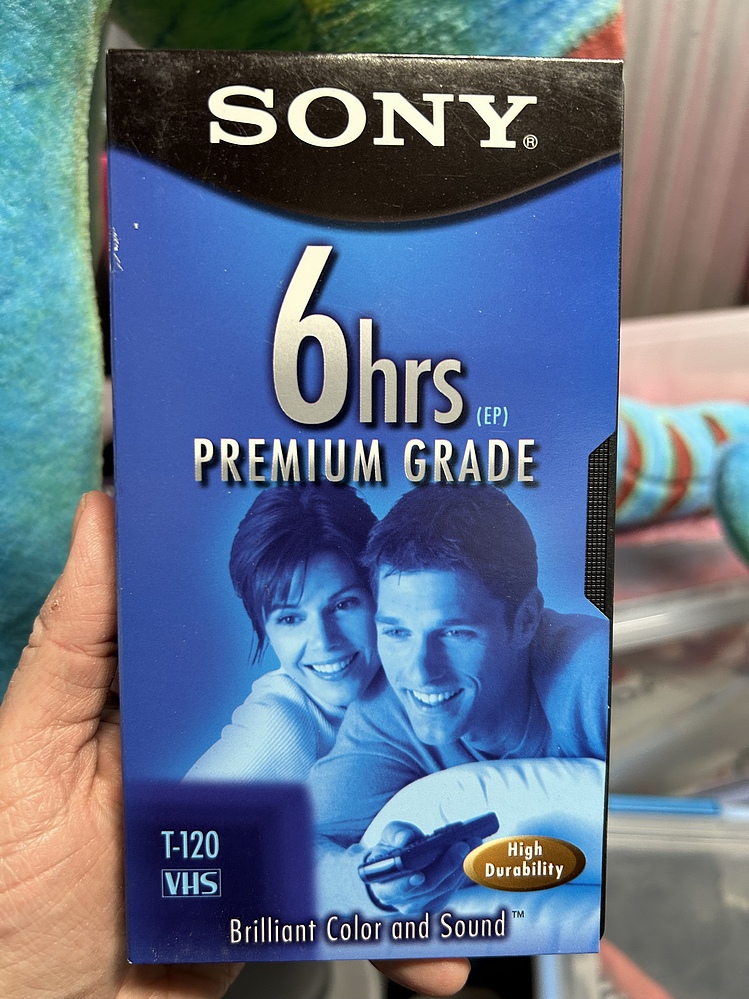 SONY®
6hrs (EP)
PREMIUM GRADE
T-120
VHS
High
Durability
Brilliant Color and Sound™